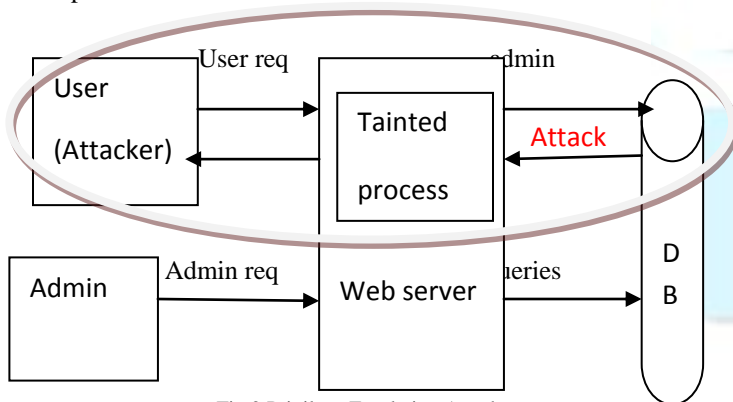 User req
admin
User
(Attacker)
Tainted
process
Attack
Admin req
ueries
Admin
Web server
D
B